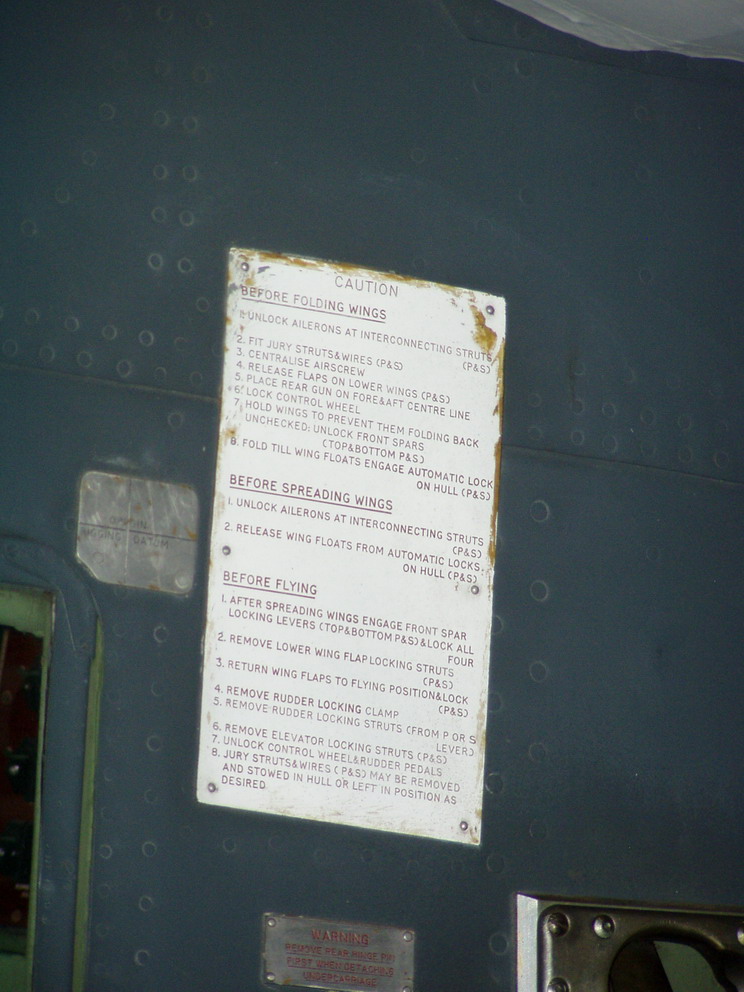 CAUTION
BEFORE FOLDING WINGS
1. UNLOCK AILERONS AT INTERCONNECTING STRUTS
(P&S)
2. FIT JURY STRUTS&WIRES (P&S)
3. CENTRALISE AIRSCREW
4. RELEASE FLAPS ON LOWER WINGS (P&S)
5. PLACE REAR GUN ON FORE&AFT CENTRE LINE
6. LOCK CONTROL WHEEL
7. HOLD WINGS TO PREVENT THEM FOLDING BACK
UNCHECKED: UNLOCK FRONT SPARS
(TOP&BOTTOM P&S)
8. FOLD TILL WING FLOATS ENGAGE AUTOMATIC LOCK
ON HULL (P&S)
BEFORE SPREADING WINGS
1. UNLOCK AILERONS AT INTERCONNECTING STRUTS
(P&S)
2. RELEASE WING FLOATS FROM AUTOMATIC LOCKS.
ON HULL (P&S)
BEFORE FLYING
1. AFTER SPREADING WINGS ENGAGE FRONT SPAR
LOCKING LEVERS (TOP&BOTTOM P&S)&LOCK ALL
FOUR
2. REMOVE LOWER WING FLAP LOCKING STRUTS
(P&S)
3. RETURN WING FLAPS TO FLYING POSITION&LOCK
(P&S)
4. REMOVE RUDDER LOCKING CLAMP
5. REMOVE RUDDER LOCKING STRUTS (FROM P OR S
LEVER)
6. REMOVE ELEVATOR LOCKING STRUTS (P&S)
7. UNLOCK CONTROL WHEEL&RUDDER PEDALS
8. JURY STRUTS&WIRES (P&S) MAY BE REMOVED
AND STOWED IN HULL OR LEFT IN POSITION AS
DESIRED
DATUM
WARNING
REMOVE REAR HINGE PIN
FIRST WHEN DETACHING
UNDERCARRIAGE